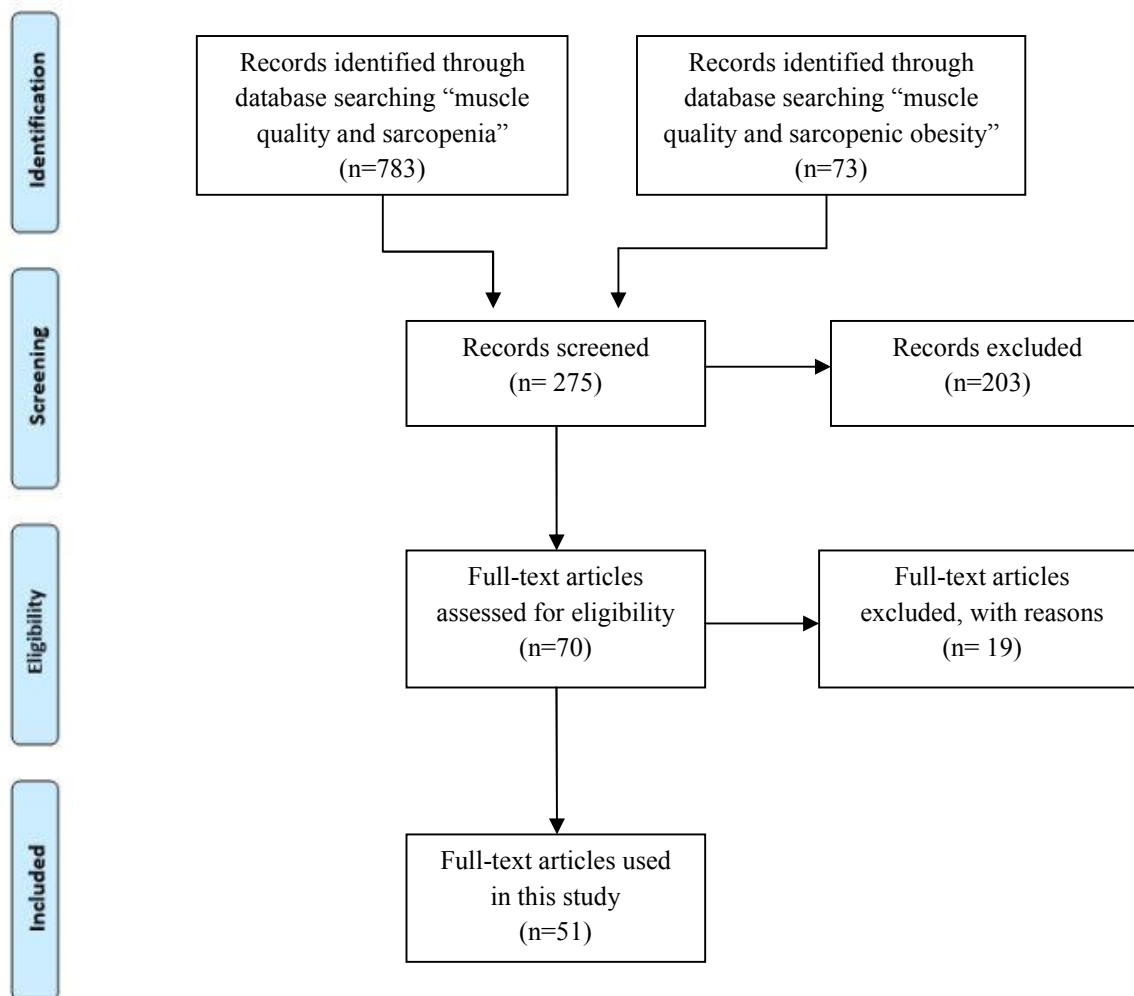 Identification
Records identified through
database searching “muscle
quality and sarcopenia”
(n=783)
Records identified through
database searching “muscle
quality and sarcopenic obesity”
(n=73)
Screening
Records screened
(n= 275)
Records excluded
(n=203)
Eligibility
Full-text articles
assessed for eligibility
(n=70)
Full-text articles
excluded, with reasons
(n= 19)
Included
Full-text articles used
in this study
(n=51)